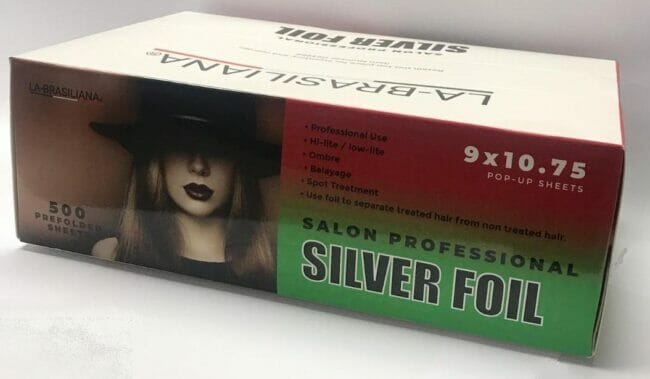 SALON PROFESSIONAL
SILVER FOIL
LA-BRASILIANA®
LA-BRASILIANA®
500
PREFOLDED
SHEETS
• Professional Use
• Hi-lite / low-lite
• Ombre
• Balayage
• Spot Treatment
• Use foil to separate treated hair from non treated hair.
9x10.75
POP-UP SHEETS
SALON PROFESSIONAL
SILVER FOIL